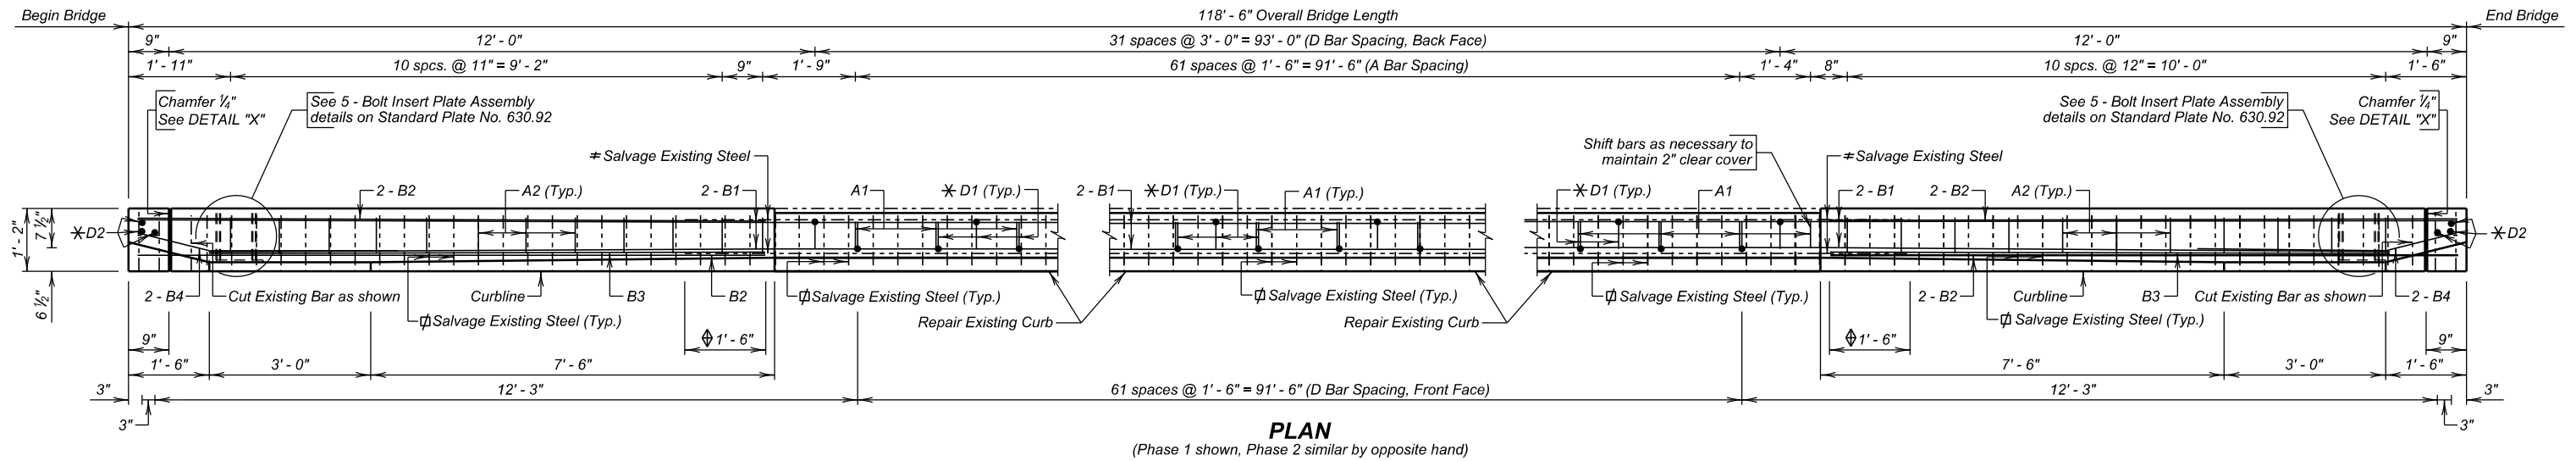 Begin Bridge
118' - 6" Overall Bridge Length
End Bridge
9"
12' - 0"
31 spaces @ 3' - 0" = 93' - 0" (D Bar Spacing, Back Face)
12' - 0"
9"
1' - 11"
10 spcs. @ 11" = 9' - 2"
9"
1' - 9"
61 spaces @ 1' - 6" = 91' - 6" (A Bar Spacing)
1' - 4"
8"
10 spcs. @ 12" = 10' - 0"
1' - 6"
Chamfer ¼"
See DETAIL "X"
See 5 - Bolt Insert Plate Assembly
details on Standard Plate No. 630.92
See 5 - Bolt Insert Plate Assembly
details on Standard Plate No. 630.92
Chamfer ¼"
See DETAIL "X"
Shift bars as necessary to
maintain 2" clear cover
Salvage Existing Steel
Salvage Existing Steel
2 - B2
A2 (Typ.)
2 - B1
A1
D1 (Typ.)
2 - B1
D1 (Typ.)
A1 (Typ.)
D1 (Typ.)
A1
2 - B1
2 - B2
A2 (Typ.)
1' - 2"
7 ½"
6 ½"
D2
D2
2 - B4
Cut Existing Bar as shown
Curbline
B3
B2
Salvage Existing Steel (Typ.)
Salvage Existing Steel (Typ.)
Salvage Existing Steel (Typ.)
2 - B2
Curbline
B3
Cut Existing Bar as shown
2 - B4
Salvage Existing Steel (Typ.)
Repair Existing Curb
Repair Existing Curb
Salvage Existing Steel (Typ.)
9"
1' - 6"
1' - 6"
9"
1' - 6"
3' - 0"
7' - 6"
7' - 6"
3' - 0"
1' - 6"
3"
12' - 3"
61 spaces @ 1' - 6" = 91' - 6" (D Bar Spacing, Front Face)
12' - 3"
3"
3"
3"
PLAN
(Phase 1 shown, Phase 2 similar by opposite hand)